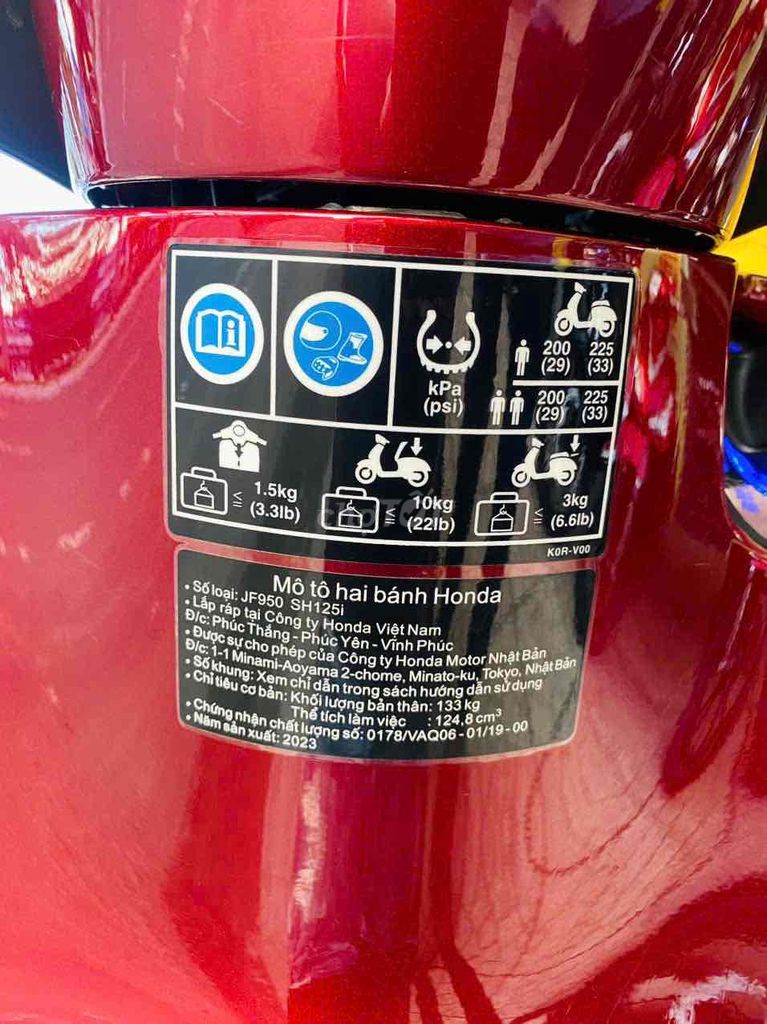 200 225
(29) (33)
kPa
(psi)
200 225
(29) (33)
≤ 1.5kg
(3.3lb)
≤ 10kg
(22lb)
≤ 3kg
(6.6lb)
K0R-V00
Mô tô hai bánh Honda
• Số loại: JF950 SH125i
• Lắp ráp tại Công ty Honda Việt Nam
Đ/c: Phúc Thắng - Phúc Yên - Vĩnh Phúc
• Được sự cho phép của Công ty Honda Motor Nhật Bản
Đ/c: 1-1 Minami-Aoyama 2-chome, Minato-ku, Tokyo, Nhật Bản
• Số khung: Xem chỉ dẫn trong sách hướng dẫn sử dụng
• Chỉ tiêu cơ bản: Khối lượng bản thân: 133 kg
Thể tích làm việc : 124,8 cm³
• Chứng nhận chất lượng số: 0178/VAQ06 - 01/19 - 00
• Năm sản xuất: 2023